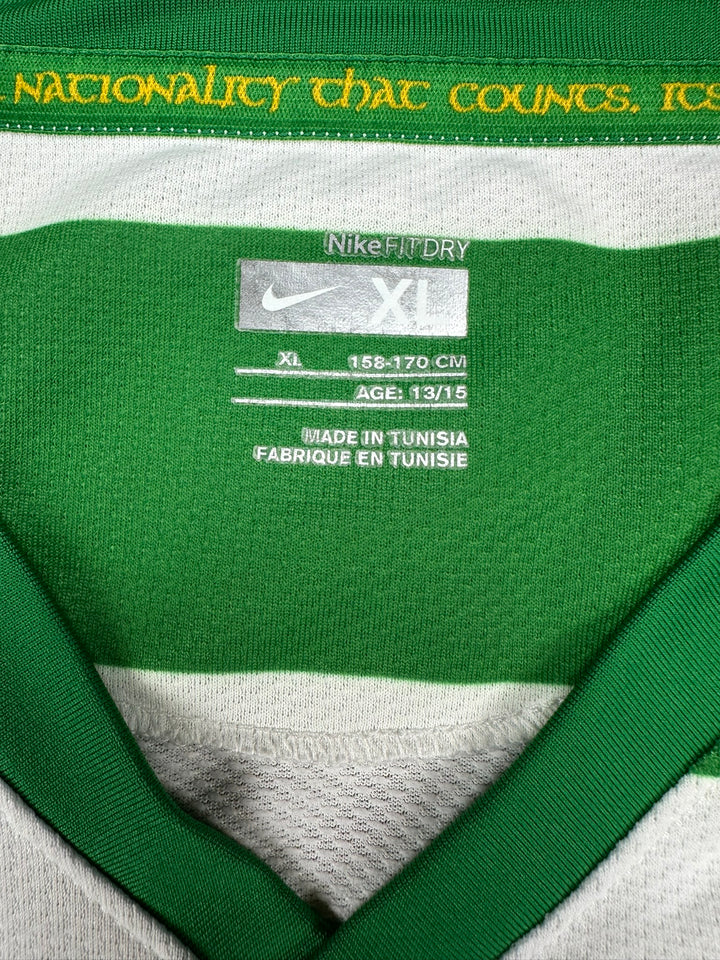 NATIONALITY THAT COUNTS. ITS
NikeFITDRY
XL
XL 158-170 CM
AGE: 13/15
MADE IN TUNISIA
FABRIQUE EN TUNISIE